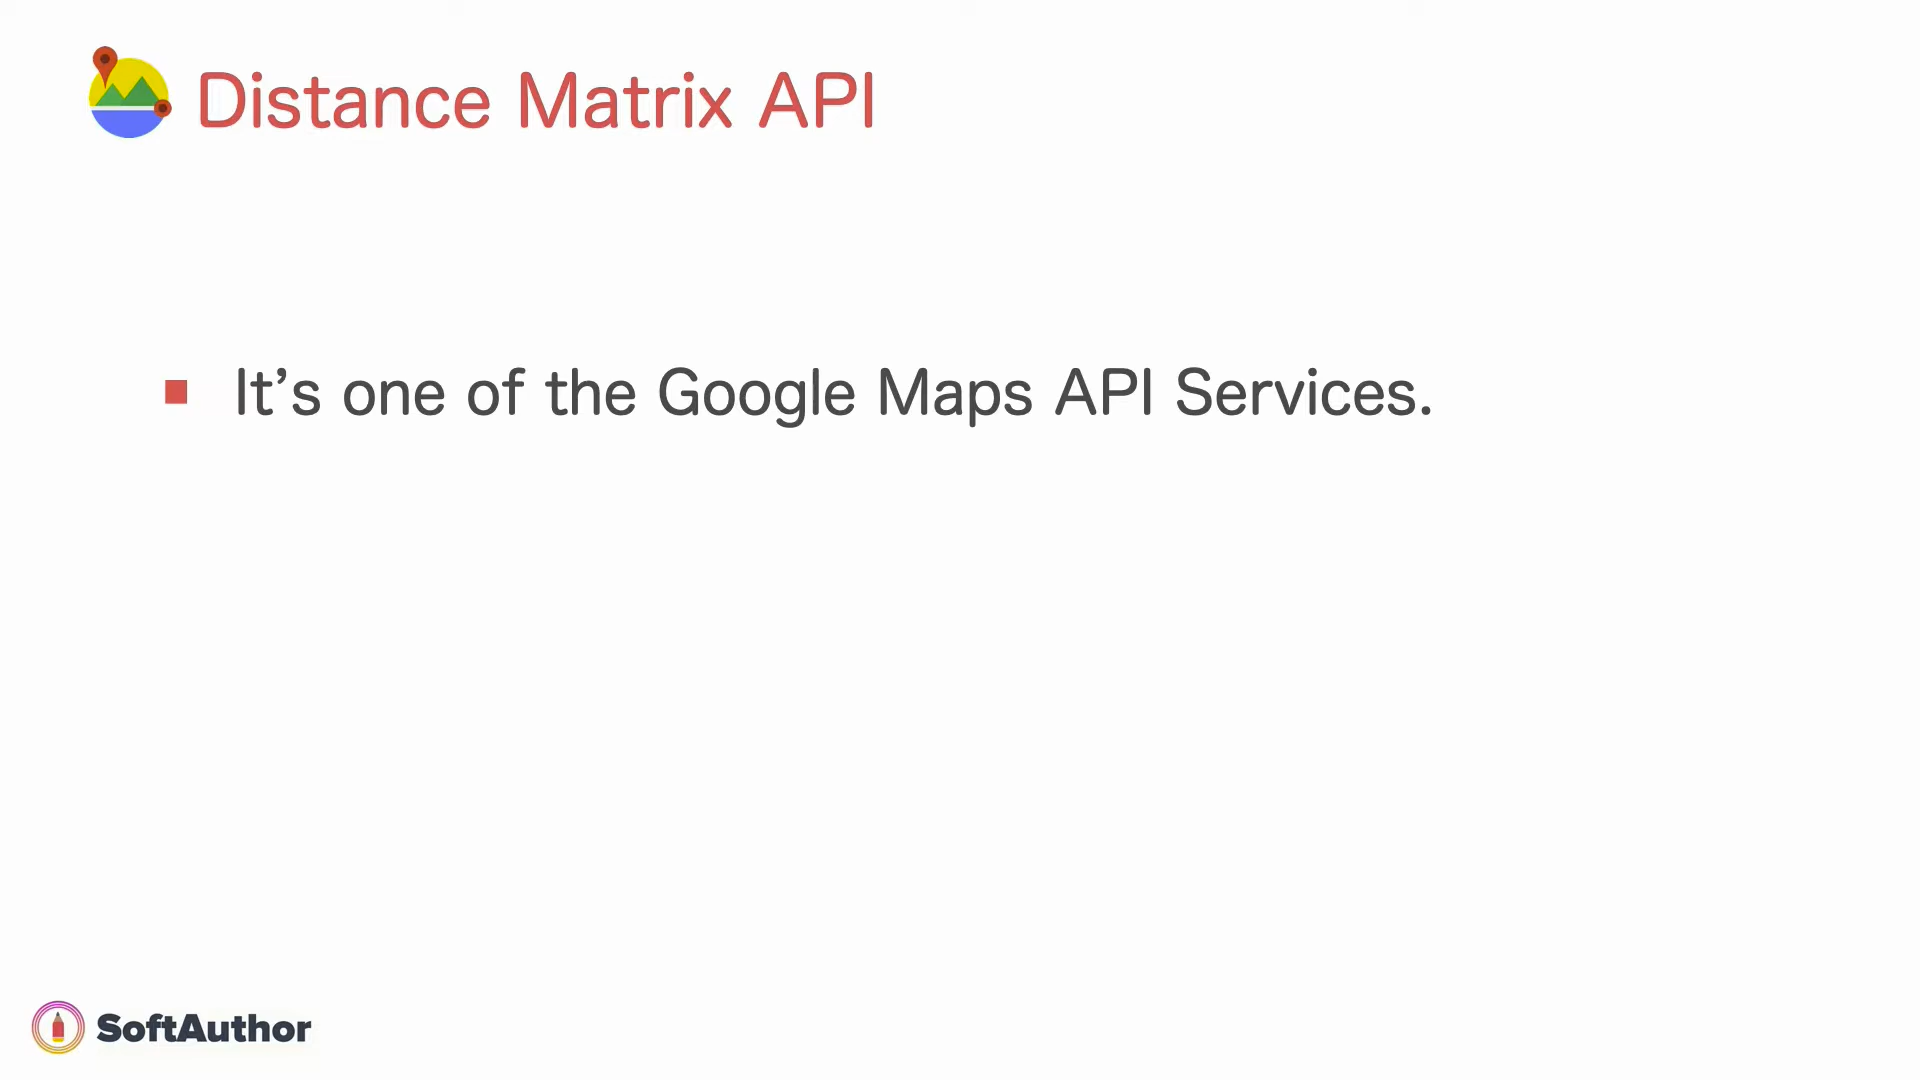 Distance Matrix API
It’s one of the Google Maps API Services.
SoftAuthor